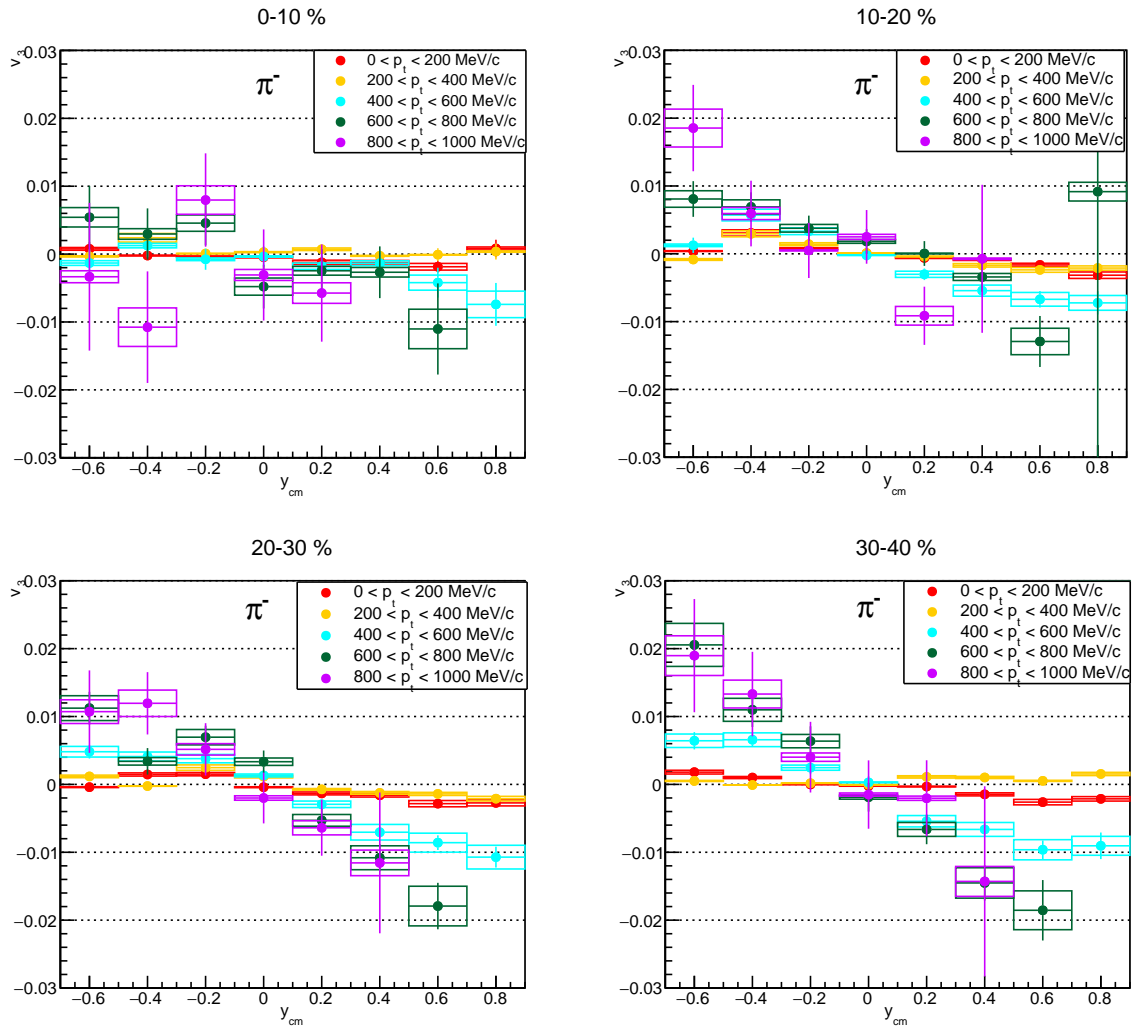 0-10 %
v3
0.03
0.02
0.01
0
−0.01
−0.02
−0.03
π-
0 < pt < 200 MeV/c
200 < pt < 400 MeV/c
400 < pt < 600 MeV/c
600 < pt < 800 MeV/c
800 < pt < 1000 MeV/c
−0.6 −0.4 −0.2 0 0.2 0.4 0.6 0.8
ycm
10-20 %
v3
0.03
0.02
0.01
0
−0.01
−0.02
−0.03
π-
0 < pt < 200 MeV/c
200 < pt < 400 MeV/c
400 < pt < 600 MeV/c
600 < pt < 800 MeV/c
800 < pt < 1000 MeV/c
−0.6 −0.4 −0.2 0 0.2 0.4 0.6 0.8
ycm
20-30 %
v3
0.03
0.02
0.01
0
−0.01
−0.02
−0.03
π-
0 < pt < 200 MeV/c
200 < pt < 400 MeV/c
400 < pt < 600 MeV/c
600 < pt < 800 MeV/c
800 < pt < 1000 MeV/c
−0.6 −0.4 −0.2 0 0.2 0.4 0.6 0.8
ycm
30-40 %
v3
0.03
0.02
0.01
0
−0.01
−0.02
−0.03
π-
0 < pt < 200 MeV/c
200 < pt < 400 MeV/c
400 < pt < 600 MeV/c
600 < pt < 800 MeV/c
800 < pt < 1000 MeV/c
−0.6 −0.4 −0.2 0 0.2 0.4 0.6 0.8
ycm